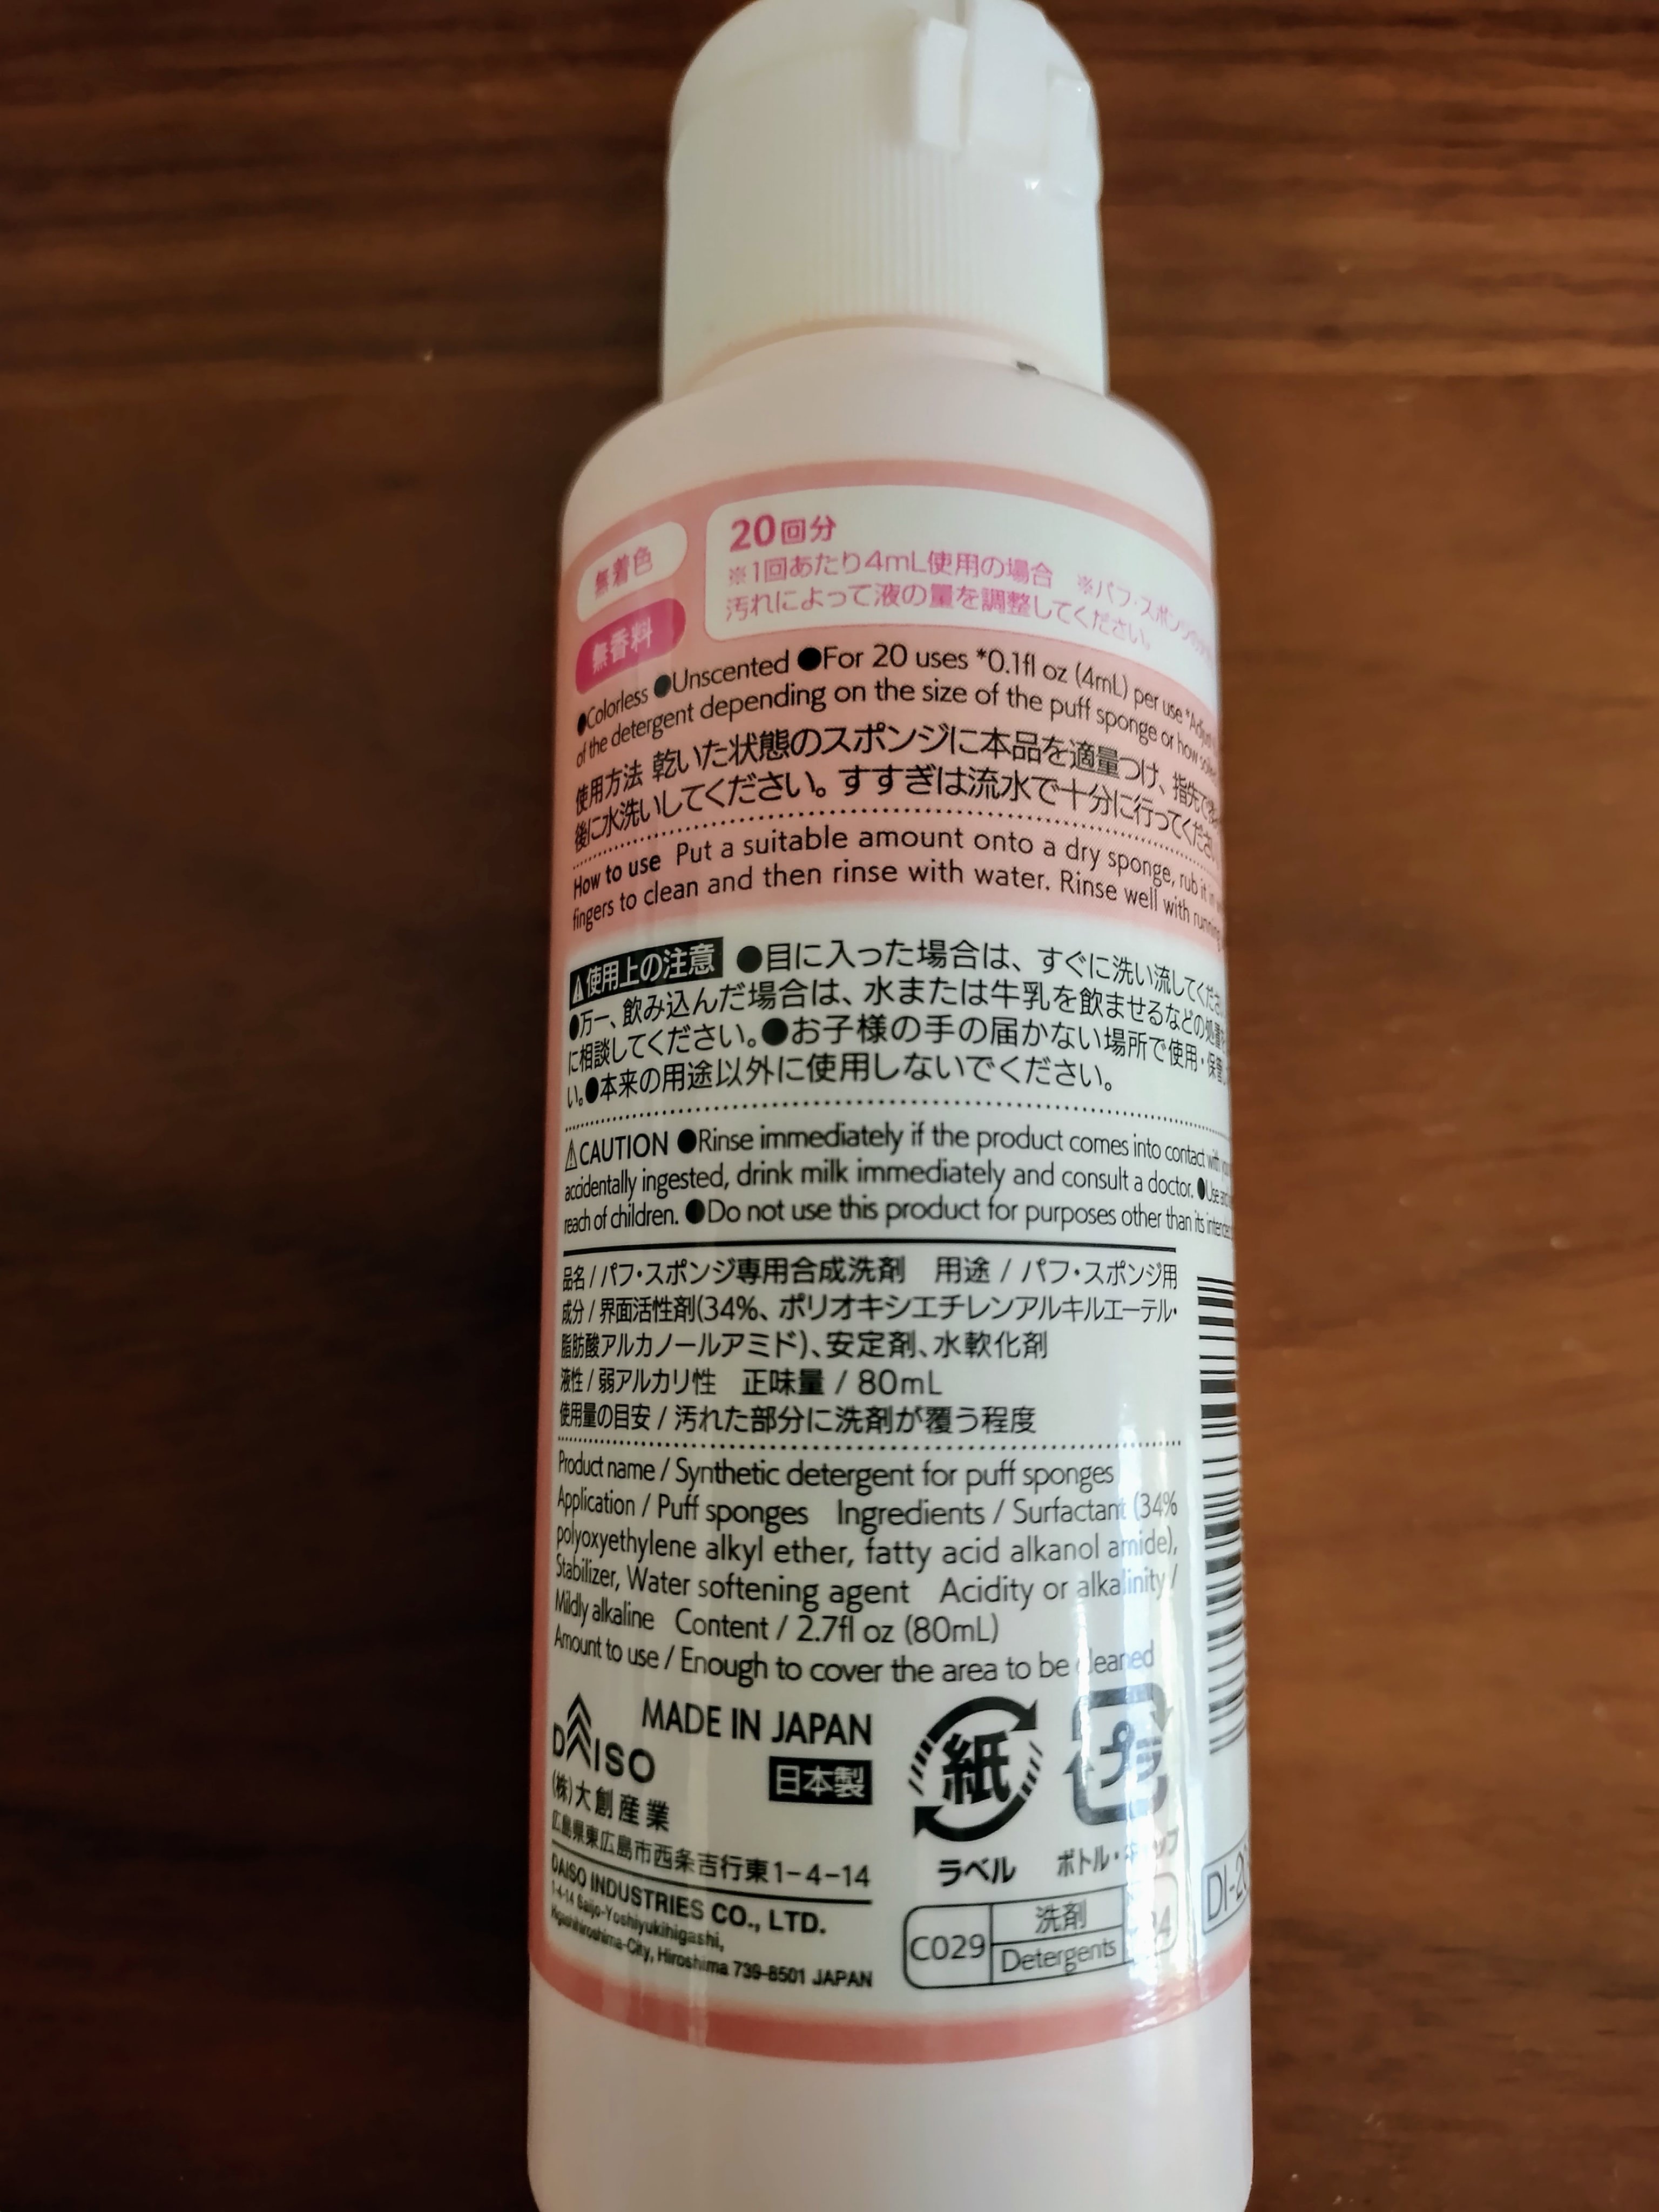 無着色
無香料
20回分
※1回あたり4mL使用の場合 ※パフ・スポンジの
汚れによって液の量を調整してください。
●Colorless ●Unscented ●For 20 uses *0.1fl oz (4mL) per use *Adjust
of the detergent depending on the size of the puff sponge or how
使用方法 乾いた状態のスポンジに本品を適量つけ、指先で
後に水洗いしてください。すすぎは流水で十分に行ってください
How to use Put a suitable amount onto a dry sponge, rub it in
fingers to clean and then rinse with water. Rinse well with running
⚠使用上の注意 ●目に入った場合は、すぐに洗い流してくださ
●万一、飲み込んだ場合は、水または牛乳を飲ませるなどの処置を
に相談してください。●お子様の手の届かない場所で使用・保管
い。●本来の用途以外に使用しないでください。
⚠CAUTION ●Rinse immediately if the product comes into contact with
accidentally ingested, drink milk immediately and consult a doctor. ●Use
reach of children. ●Do not use this product for purposes other than its
品名 / パフ・スポンジ専用合成洗剤 用途 / パフ・スポンジ用
成分 / 界面活性剤(34%、ポリオキシエチレンアルキルエーテル・
脂肪酸アルカノールアミド)、安定剤、水軟化剤
液性 / 弱アルカリ性 正味量 / 80mL
使用量の目安 / 汚れた部分に洗剤が覆う程度
Product name / Synthetic detergent for puff sponges
Application / Puff sponges Ingredients / Surfactant (34%
polyoxyethylene alkyl ether, fatty acid alkanol amide),
Stabilizer, Water softening agent Acidity or alkalinity /
Mildly alkaline Content / 2.7fl oz (80mL)
Amount to use / Enough to cover the area to be cleaned
DAISO
MADE IN JAPAN
日本製
(株)大創産業
広島県東広島市西条吉行東1-4-14
DAISO INDUSTRIES CO., LTD.
1-4-14 Saijo-Yoshiyukihigashi,
Higashihiroshima-City, Hiroshima 739-8501 JAPAN
紙
ラベル
プラ
ボトル・キャップ
C029
洗剤
Detergents